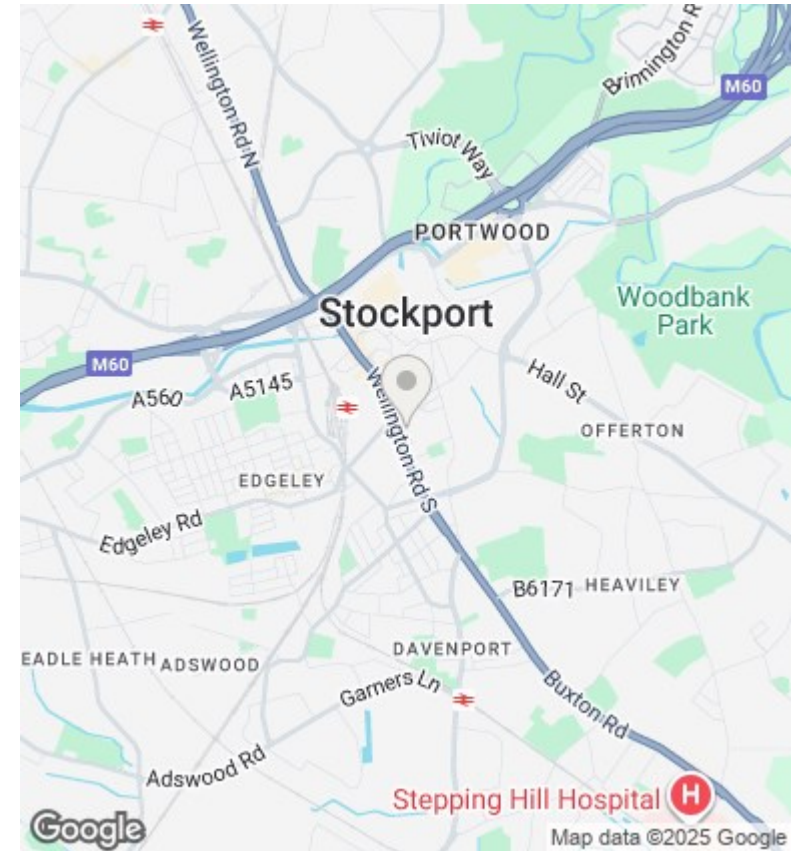 Wellington Rd N
Brinnington R
M60
Tiviot Way
PORTWOOD
Woodbank
Park
Stockport
M60
A560
A5145
Hall St
Wellington Rd S
OFFERTON
EDGELEY
Edgeley Rd
B6171
HEAVILEY
EADLE HEATH
ADSWOOD
DAVENPORT
Garners Ln
Buxton Rd
Adswood Rd
Stepping Hill Hospital
H
Google
Map data ©2025 Google